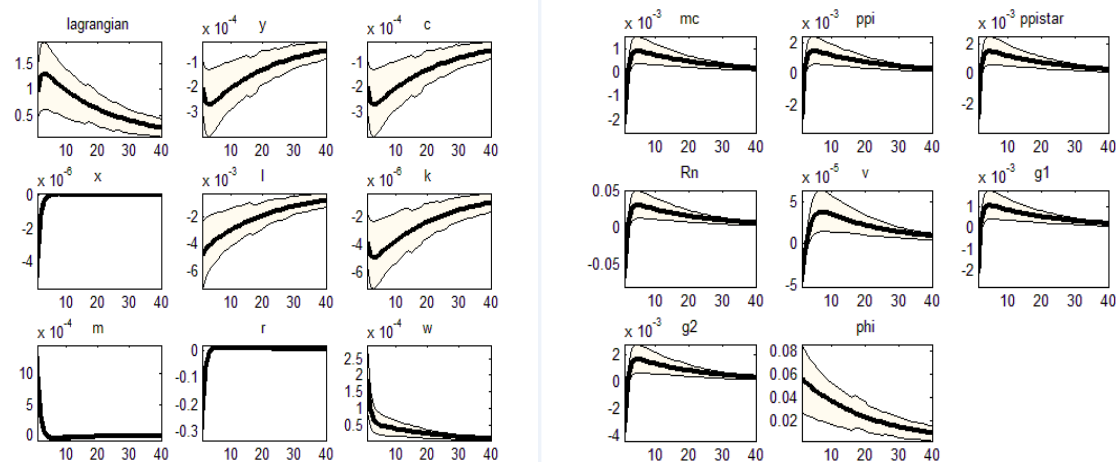 lagrangian
1.5
1
0.5
10 20 30 40
x 10^-4
y
-1
-2
-3
10 20 30 40
x 10^-4
c
-1
-2
-3
10 20 30 40
x 10^-6
x
0
-2
-4
10 20 30 40
x 10^-3
l
-2
-4
-6
10 20 30 40
x 10^-6
k
-2
-4
-6
10 20 30 40
x 10^-4
m
10
5
0
10 20 30 40
r
0
-0.1
-0.2
-0.3
10 20 30 40
x 10^-4
w
2.5
2
1.5
1
0.5
10 20 30 40
x 10^-3
mc
1
0
-1
-2
10 20 30 40
x 10^-3
ppi
2
0
-2
10 20 30 40
x 10^-3
ppistar
2
0
-2
10 20 30 40
Rn
0.05
0
-0.05
10 20 30 40
x 10^-5
v
5
0
-5
10 20 30 40
x 10^-3
g1
1
0
-1
-2
10 20 30 40
x 10^-3
g2
2
0
-2
-4
10 20 30 40
phi
0.08
0.06
0.04
0.02
10 20 30 40